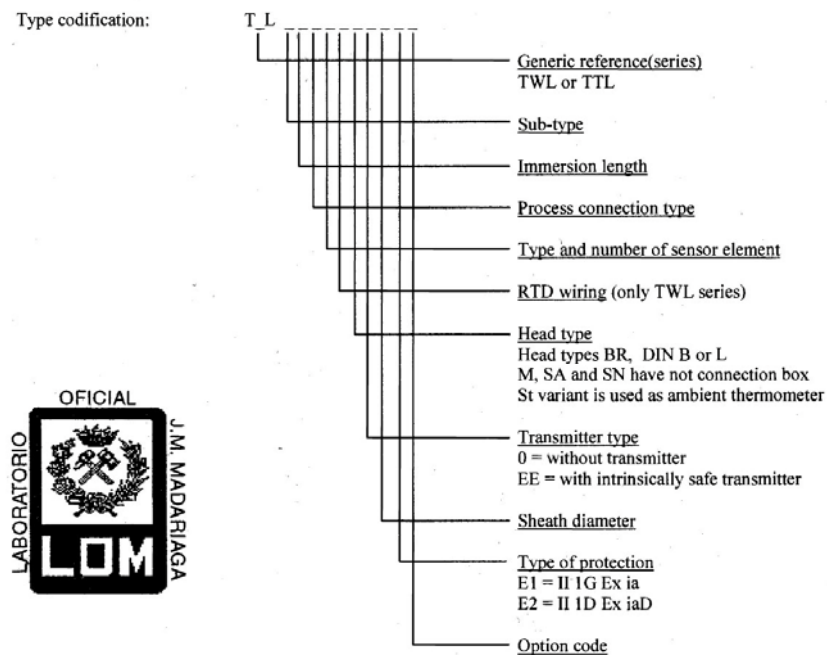 Type codification:
T_L _ _ _ _ _ _ _ _ _ _
Generic reference(series)
TWL or TTL
Sub-type
Immersion length
Process connection type
Type and number of sensor element
RTD wiring (only TWL series)
Head type
Head types BR, DIN B or L
M, SA and SN have not connection box
St variant is used as ambient thermometer
Transmitter type
0 = without transmitter
EE = with intrinsically safe transmitter
Sheath diameter
Type of protection
E1 = II 1G Ex ia
E2 = II 1D Ex iaD
Option code
OFICIAL
LABORATORIO
J.M. MADARIAGA
LOM